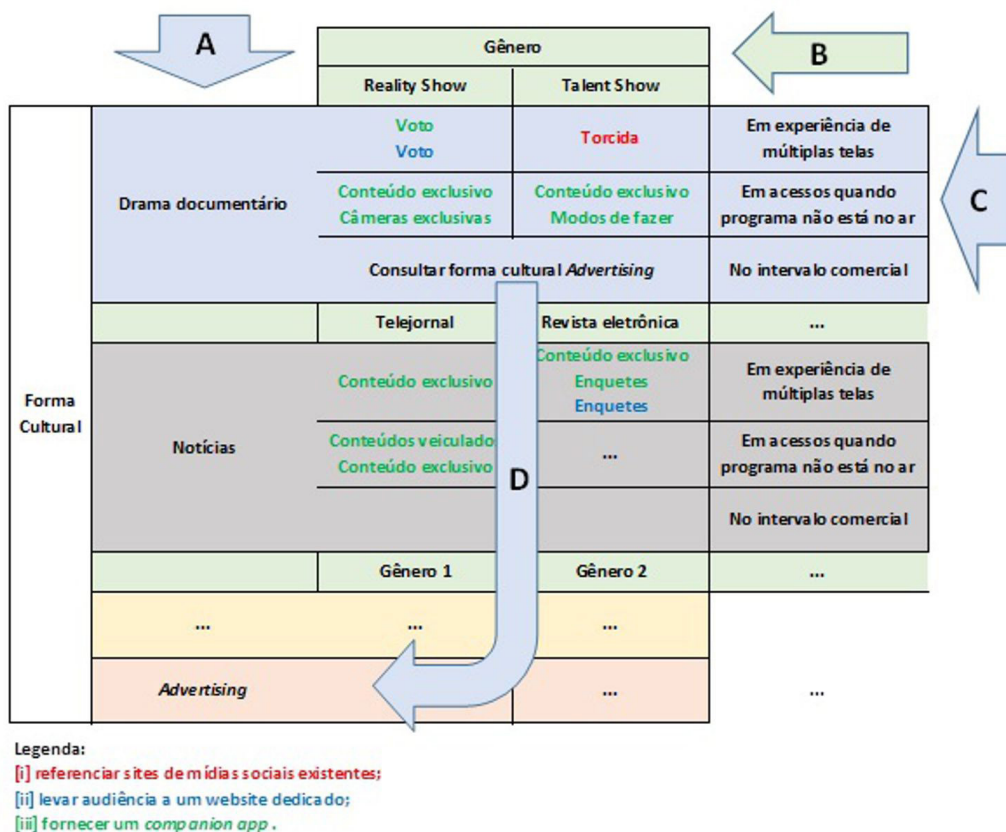 A
Gênero
B
Reality Show
Talent Show
Voto
Voto
Torcida
Em experiência de
múltiplas telas
Drama documentário
Conteúdo exclusivo
Câmeras exclusivas
Conteúdo exclusivo
Modos de fazer
Em acessos quando
programa não está no ar
C
Consultar forma cultural Advertising
No intervalo comercial
Telejornal
Revista eletrônica
...
Forma
Cultural
Notícias
Conteúdo exclusivo
Conteúdo exclusivo
Enquetes
Enquetes
Em experiência de
múltiplas telas
Conteúdos veiculado
Conteúdo exclusivo
D
...
Em acessos quando
programa não está no ar
No intervalo comercial
Gênero 1
Gênero 2
...
...
...
...
Advertising
...
...
Legenda:
[i] referenciar sites de mídias sociais existentes;
[ii] levar audiência a um website dedicado;
[iii] fornecer um companion app .